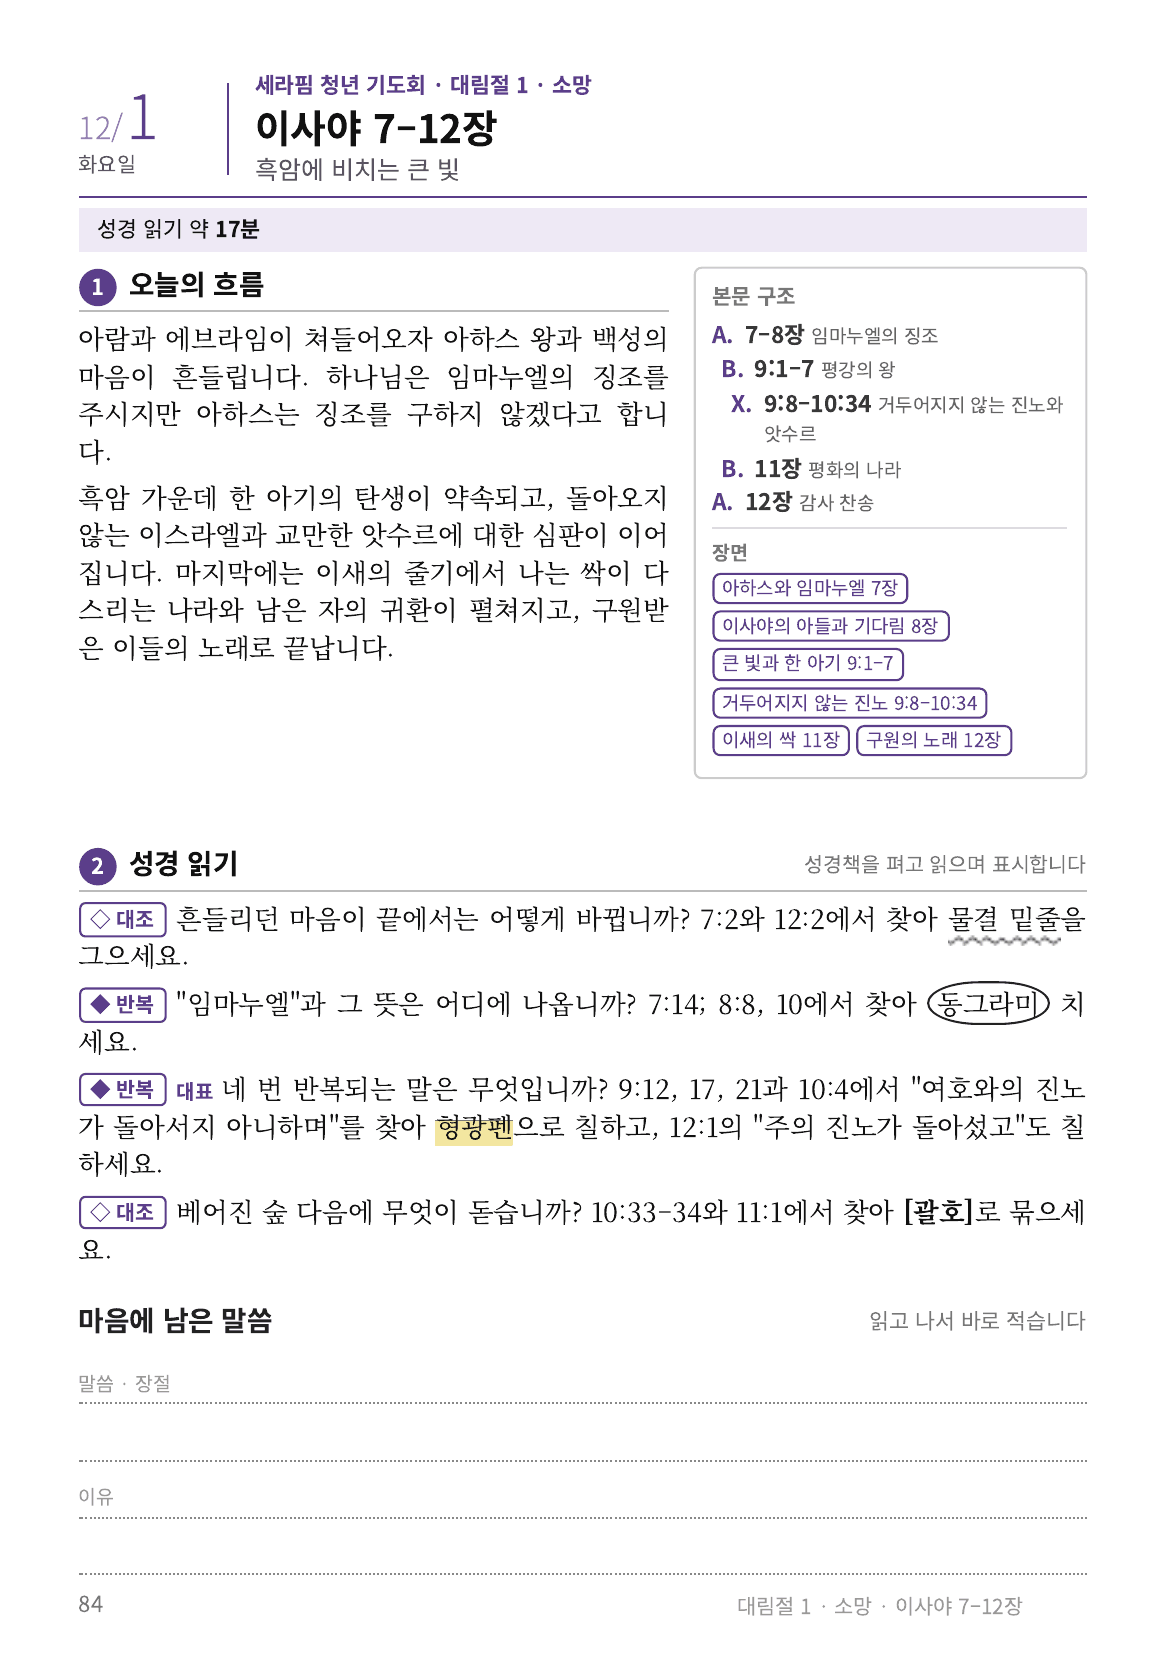 12/1
화요일
세라핌 청년 기도회 · 대림절 1 · 소망
이사야 7–12장
흑암에 비치는 큰 빛
성경 읽기 약 17분
1 오늘의 흐름
아람과 에브라임이 쳐들어오자 아하스 왕과 백성의
마음이 흔들립니다. 하나님은 임마누엘의 징조를
주시지만 아하스는 징조를 구하지 않겠다고 합니
다.
흑암 가운데 한 아기의 탄생이 약속되고, 돌아오지
않는 이스라엘과 교만한 앗수르에 대한 심판이 이어
집니다. 마지막에는 이새의 줄기에서 나는 싹이 다
스리는 나라와 남은 자의 귀환이 펼쳐지고, 구원받
은 이들의 노래로 끝납니다.
본문 구조
A. 7–8장 임마누엘의 징조
B. 9:1–7 평강의 왕
X. 9:8–10:34 거두어지지 않는 진노와
앗수르
B. 11장 평화의 나라
A. 12장 감사 찬송
장면
아하스와 임마누엘 7장
이사야의 아들과 기다림 8장
큰 빛과 한 아기 9:1–7
거두어지지 않는 진노 9:8–10:34
이새의 싹 11장 구원의 노래 12장
2 성경 읽기 성경책을 펴고 읽으며 표시합니다
◇ 대조 흔들리던 마음이 끝에서는 어떻게 바뀝니까? 7:2와 12:2에서 찾아 물결 밑줄을
그으세요.
◆ 반복 "임마누엘"과 그 뜻은 어디에 나옵니까? 7:14; 8:8, 10에서 찾아 동그라미 치
세요.
◆ 반복 대표 네 번 반복되는 말은 무엇입니까? 9:12, 17, 21과 10:4에서 "여호와의 진노
가 돌아서지 아니하며"를 찾아 형광펜으로 칠하고, 12:1의 "주의 진노가 돌아섰고"도 칠
하세요.
◇ 대조 베어진 숲 다음에 무엇이 돋습니까? 10:33–34와 11:1에서 찾아 [괄호]로 묶으세
요.
마음에 남은 말씀 읽고 나서 바로 적습니다
말씀 · 장절
이유
84 대림절 1 · 소망 · 이사야 7–12장